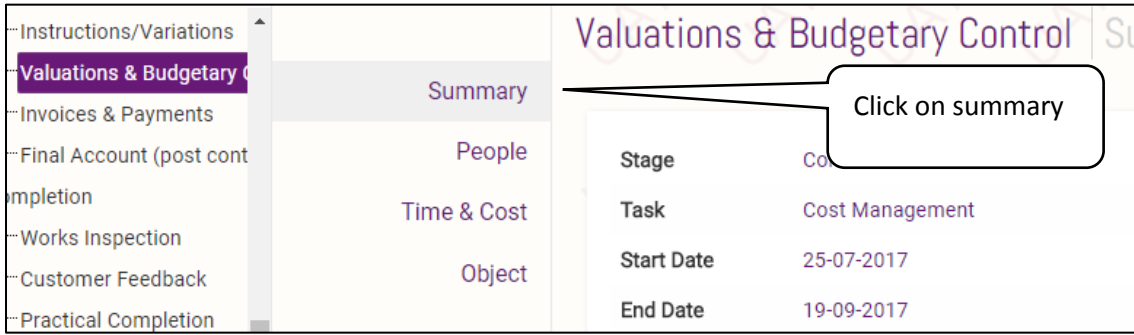 Instructions/Variations
Valuations & Budgetary
Invoices & Payments
Final Account (post cont
ompletion
Works Inspection
Customer Feedback
Practical Completion
Summary
People
Time & Cost
Object
Valuations & Budgetary Control
Click on summary
Stage
Task Cost Management
Start Date 25-07-2017
End Date 19-09-2017